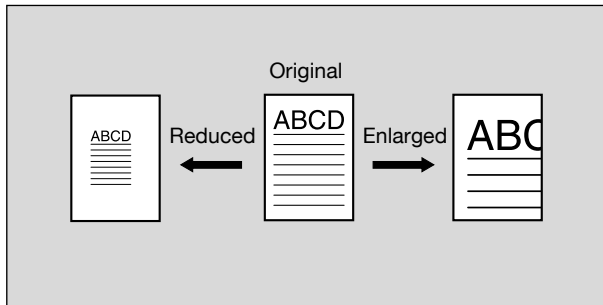 Original
ABCD
Reduced
ABCD
Enlarged
ABC